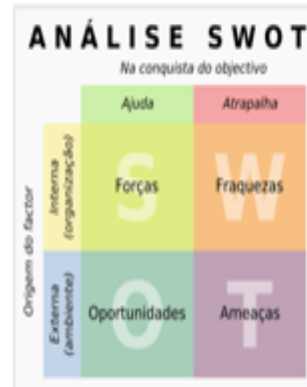 ANÁLISE SWOT
Na conquista do objectivo
Ajuda
Atrapalha
Origem do factor
Interna
(organização)
S
Forças
W
Fraquezas
Externa
(ambiente)
O
Oportunidades
T
Ameaças